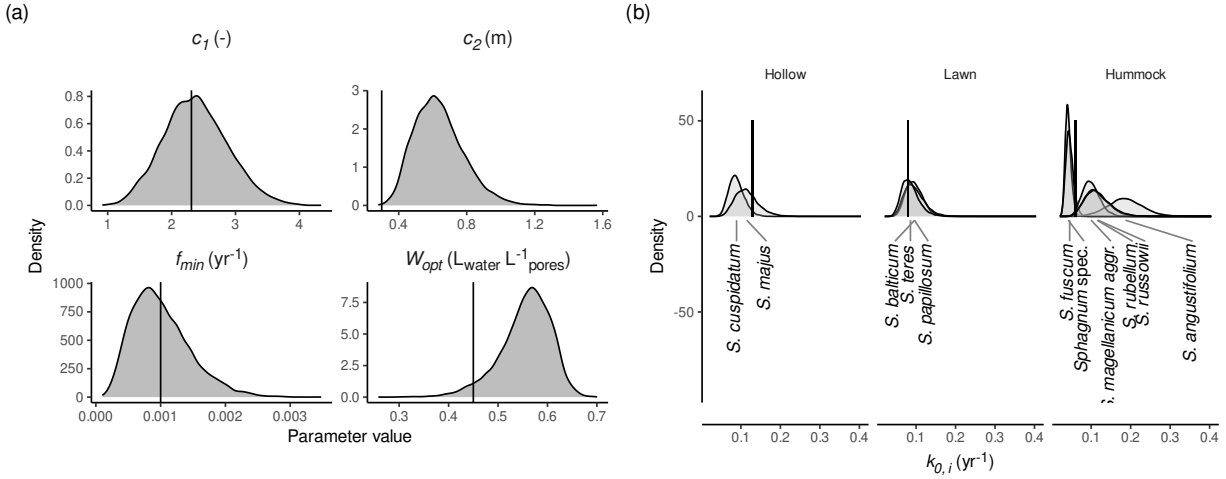 (a)
c1 (-)
c2 (m)
0.8
0.6
0.4
0.2
0.0
1 2 3 4
3
2
1
0
0.4 0.8 1.2 1.6
Density
fmin (yr-1)
Wopt (Lwater L-1pores)
1000
750
500
250
0
0.000 0.001 0.002 0.003
7.5
5.0
2.5
0.0
0.3 0.4 0.5 0.6 0.7
Parameter value
(b)
Hollow Lawn Hummock
50
0
-50
Density
S. cuspidatum
S. majus
S. balticum
S. teres
S. papillosum
S. fuscum
Sphagnum spec.
S. magellanicum aggr.
S. rubellum
S. russowii
S. angustifolium
0.1 0.2 0.3 0.4 0.1 0.2 0.3 0.4 0.1 0.2 0.3 0.4
k0, i (yr-1)